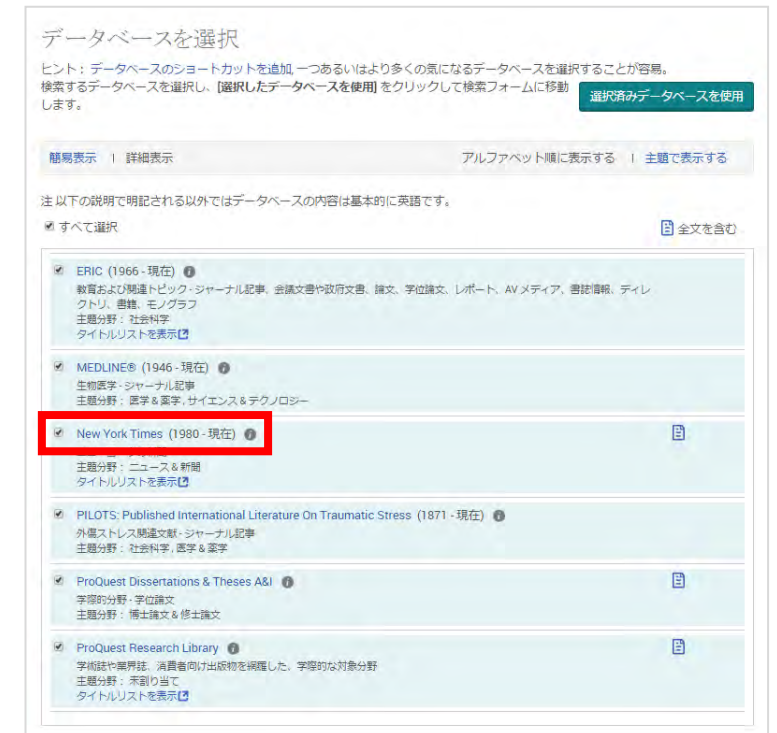 データベースを選択
ヒント： データベースのショートカットを追加 一つあるいはより多くの気になるデータベースを選択することが容易。
検索するデータベースを選択し、[選択したデータベースを使用] をクリックして検索フォームに移動
します。
選択済みデータベースを使用
簡易表示 | 詳細表示
アルファベット順に表示する | 主題で表示する
注 以下の説明で明記される以外ではデータベースの内容は基本的に英語です。
すべて選択
全文を含む
ERIC (1966 - 現在)
教育および関連トピック - ジャーナル記事、会議文書や政府文書、論文、学位論文、レポート、AV メディア、書誌情報、ディレ
クトリ、書籍、モノグラフ
主題分野： 社会科学
タイトルリストを表示
MEDLINE® (1946 - 現在)
生物医学 - ジャーナル記事
主題分野： 医学 & 薬学, サイエンス & テクノロジー
New York Times (1980 - 現在)
主題分野： ニュース & 新聞
タイトルリストを表示
PILOTS: Published International Literature On Traumatic Stress (1871 - 現在)
外傷ストレス関連文献 - ジャーナル記事
主題分野： 社会科学, 医学 & 薬学
ProQuest Dissertations & Theses A&I
学際的分野 - 学位論文
主題分野： 博士論文 & 修士論文
ProQuest Research Library
学術誌や業界誌、消費者向け出版物を網羅した、学際的な対象分野
主題分野： 未割り当て
タイトルリストを表示